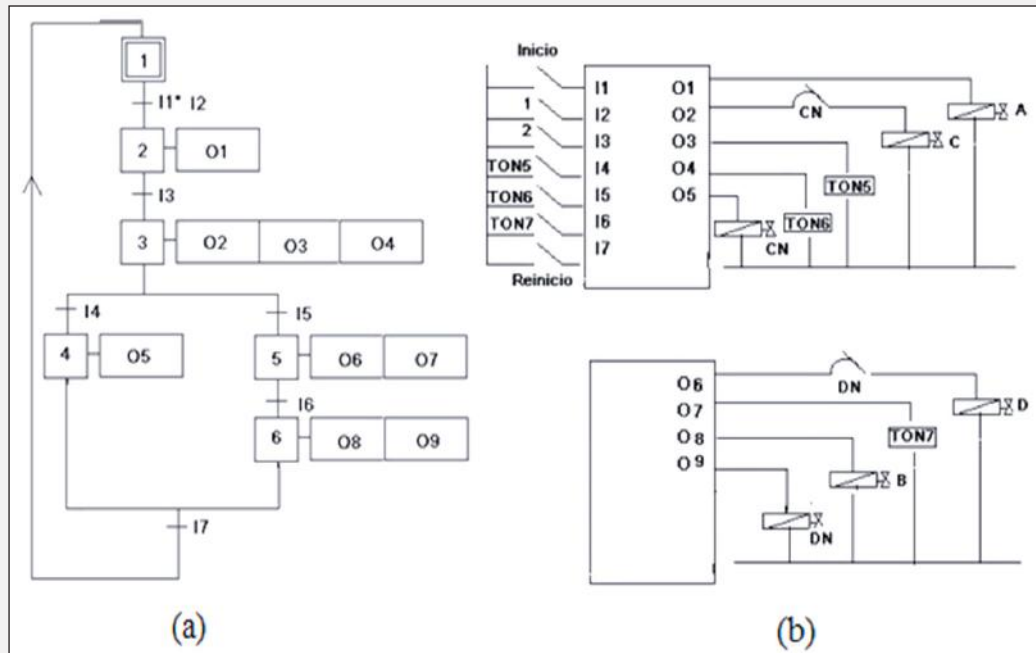 1
I1* I2
2 O1
I3
3 O2 O3 O4
I4 I5
4 O5 5 O6 O7
I6
6 O8 O9
I7
(a)
Inicio
1
2
TON5
TON6
TON7
Reinicio
I1
I2
I3
I4
I5
I6
I7
O1
O2
O3
O4
O5
A
CN
C
TON5
TON6
CN
O6
O7
O8
O9
DN
D
TON7
B
DN
(b)